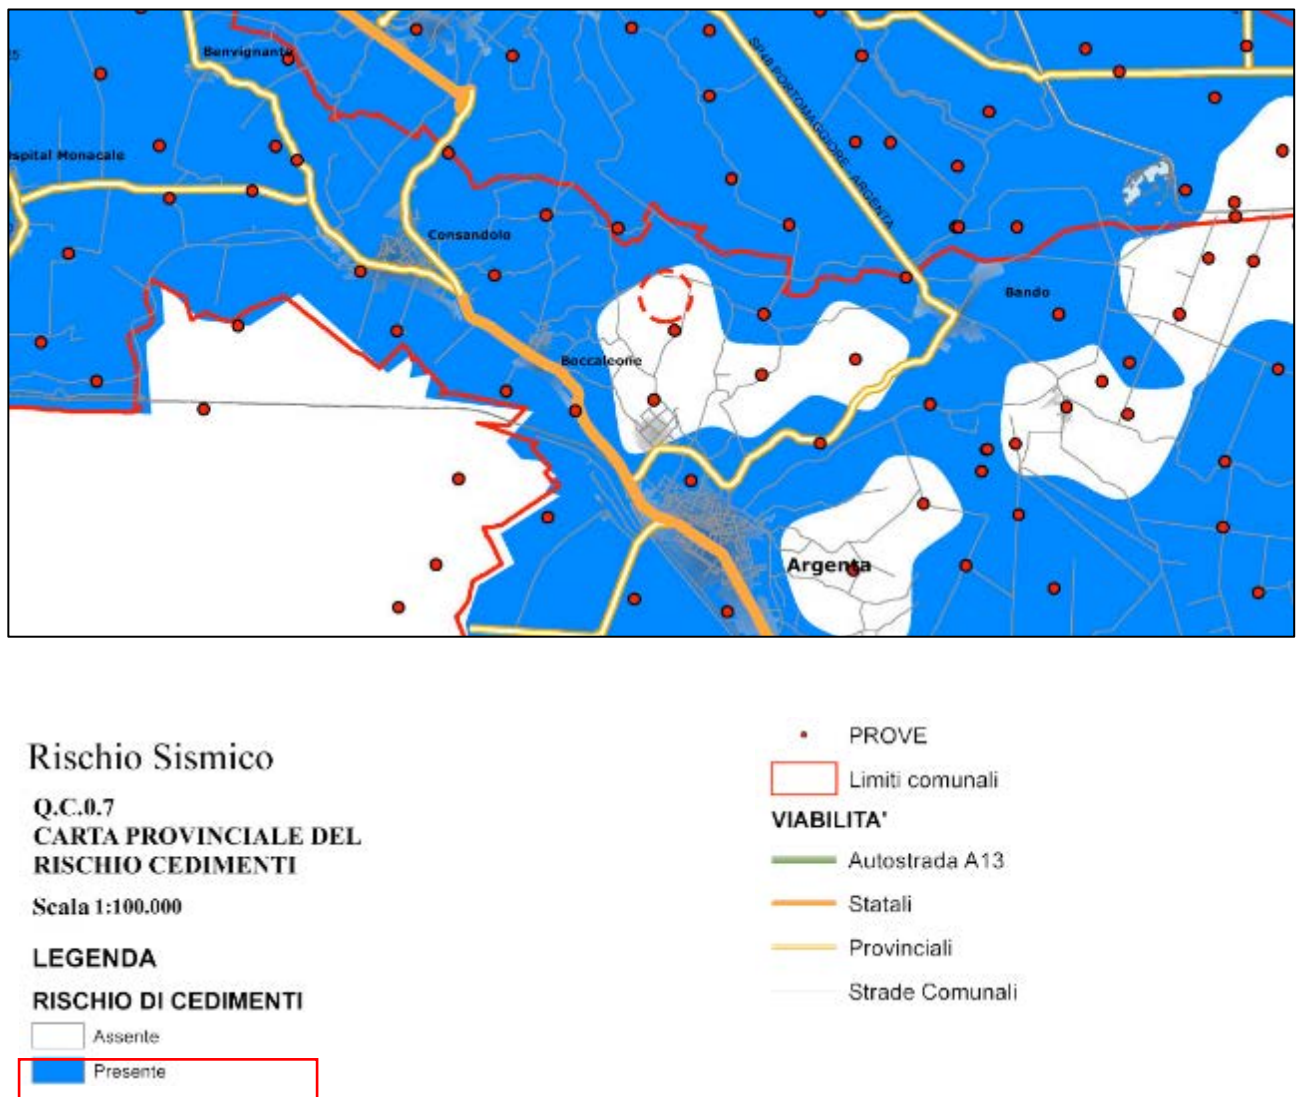 Benvignante
spital Monacale
Consandolo
SP48 PORTOMAGGIORE ARGENTA
Bando
Boccaleone
Argenta
Rischio Sismico
Q.C.0.7
CARTA PROVINCIALE DEL
RISCHIO CEDIMENTI
Scala 1:100.000
LEGENDA
RISCHIO DI CEDIMENTI
Assente
Presente
PROVE
Limiti comunali
VIABILITA'
Autostrada A13
Statali
Provinciali
Strade Comunali